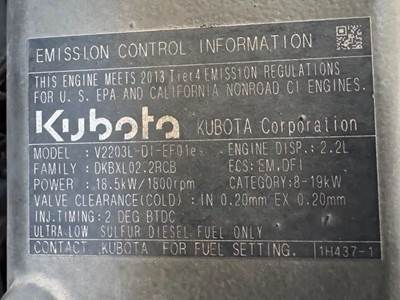 EMISSION CONTROL INFORMATION
THIS ENGINE MEETS 2013 Tier4 EMISSION REGULATIONS
FOR U.S. EPA AND CALIFORNIA NONROAD CI ENGINES.
Kubota KUBOTA Corporation
MODEL : V2203L-DI-EF01e ENGINE DISP.: 2.2L
FAMILY : DKBXL02.2RCB ECS: EM, DFI
POWER : 18.5kW/1800rpm CATEGORY: 8-19kW
VALVE CLEARANCE(COLD) : IN 0.20mm EX 0.20mm
INJ.TIMING: 2 DEG BTDC
ULTRA LOW SULFUR DIESEL FUEL ONLY
CONTACT KUBOTA FOR FUEL SETTING. 1H437-1